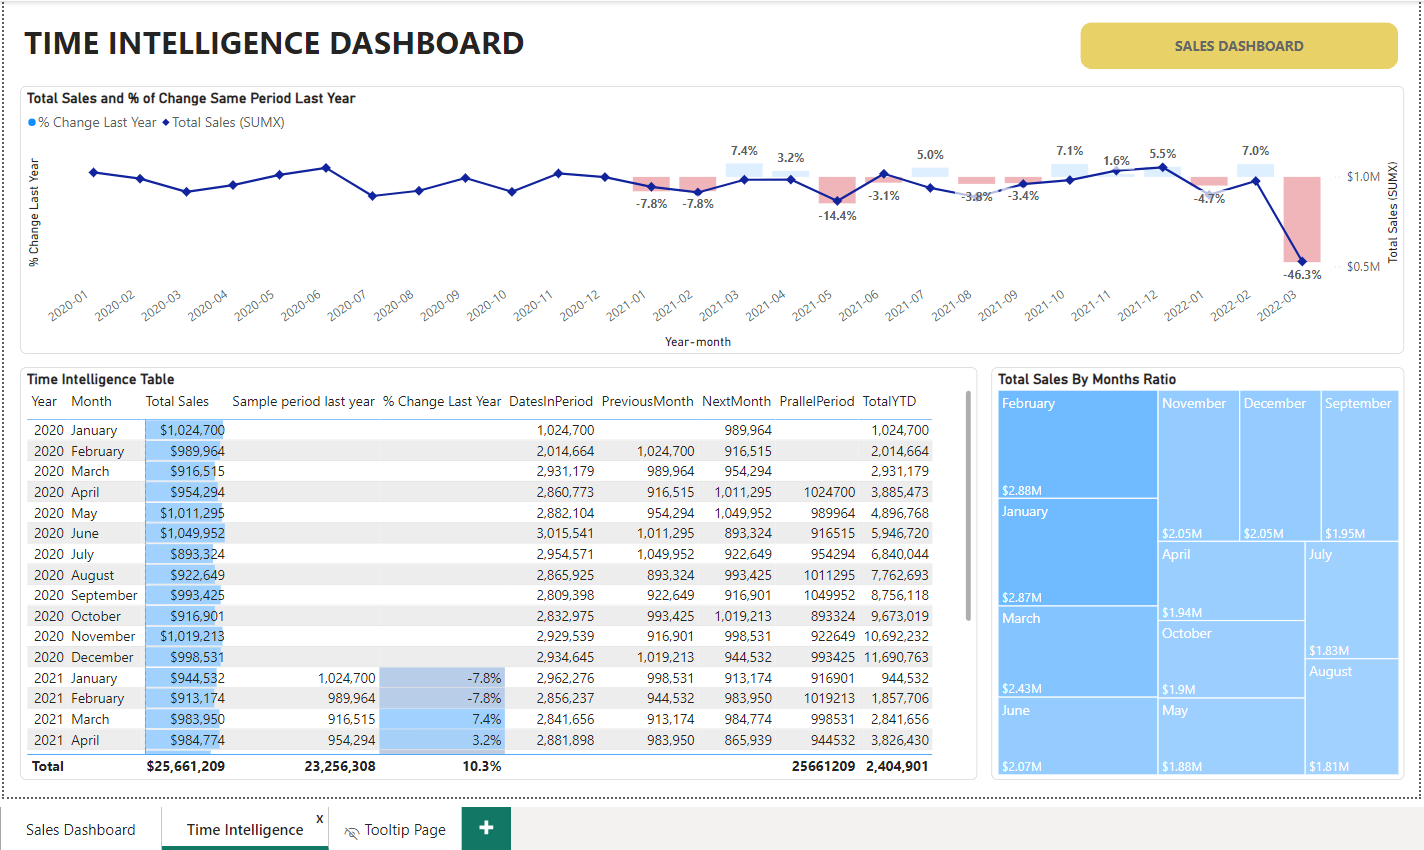 TIME INTELLIGENCE DASHBOARD
SALES DASHBOARD
Total Sales and % of Change Same Period Last Year
% Change Last Year Total Sales (SUMX)
% Change Last Year
7.4% 3.2% 5.0% 7.1% 1.6% 5.5% 7.0%
-7.8% -7.8% -14.4% -3.1% -3.8% -3.4% -4.7% -46.3%
$1.0M
$0.5M
Total Sales (SUMX)
2020-01 2020-02 2020-03 2020-04 2020-05 2020-06 2020-07 2020-08 2020-09 2020-10 2020-11 2020-12 2021-01 2021-02 2021-03 2021-04 2021-05 2021-06 2021-07 2021-08 2021-09 2021-10 2021-11 2021-12 2022-01 2022-02 2022-03
Year-month
Time Intelligence Table
Year Month Total Sales Sample period last year % Change Last Year DatesInPeriod PreviousMonth NextMonth PrallelPeriod TotalYTD
2020 January $1,024,700 1,024,700 989,964 1,024,700
2020 February $989,964 2,014,664 1,024,700 916,515 2,014,664
2020 March $916,515 2,931,179 989,964 954,294 2,931,179
2020 April $954,294 2,860,773 916,515 1,011,295 1024700 3,885,473
2020 May $1,011,295 2,882,104 954,294 1,049,952 989964 4,896,768
2020 June $1,049,952 3,015,541 1,011,295 893,324 916515 5,946,720
2020 July $893,324 2,954,571 1,049,952 922,649 954294 6,840,044
2020 August $922,649 2,865,925 893,324 993,425 1011295 7,762,693
2020 September $993,425 2,809,398 922,649 916,901 1049952 8,756,118
2020 October $916,901 2,832,975 993,425 1,019,213 893324 9,673,019
2020 November $1,019,213 2,929,539 916,901 998,531 922649 10,692,232
2020 December $998,531 2,934,645 1,019,213 944,532 993425 11,690,763
2021 January $944,532 1,024,700 -7.8% 2,962,276 998,531 913,174 916901 944,532
2021 February $913,174 989,964 -7.8% 2,856,237 944,532 983,950 1019213 1,857,706
2021 March $983,950 916,515 7.4% 2,841,656 913,174 984,774 998531 2,841,656
2021 April $984,774 954,294 3.2% 2,881,898 983,950 865,939 944532 3,826,430
Total $25,661,209 23,256,308 10.3% 25661209 2,404,901
Total Sales By Months Ratio
February
$2.88M
January
$2.87M
March
$2.43M
June
$2.07M
November
$2.05M
December
$2.05M
September
$1.95M
April
$1.94M
October
$1.9M
May
$1.88M
July
$1.83M
August
$1.81M
Sales Dashboard
Time Intelligence x
Tooltip Page
+